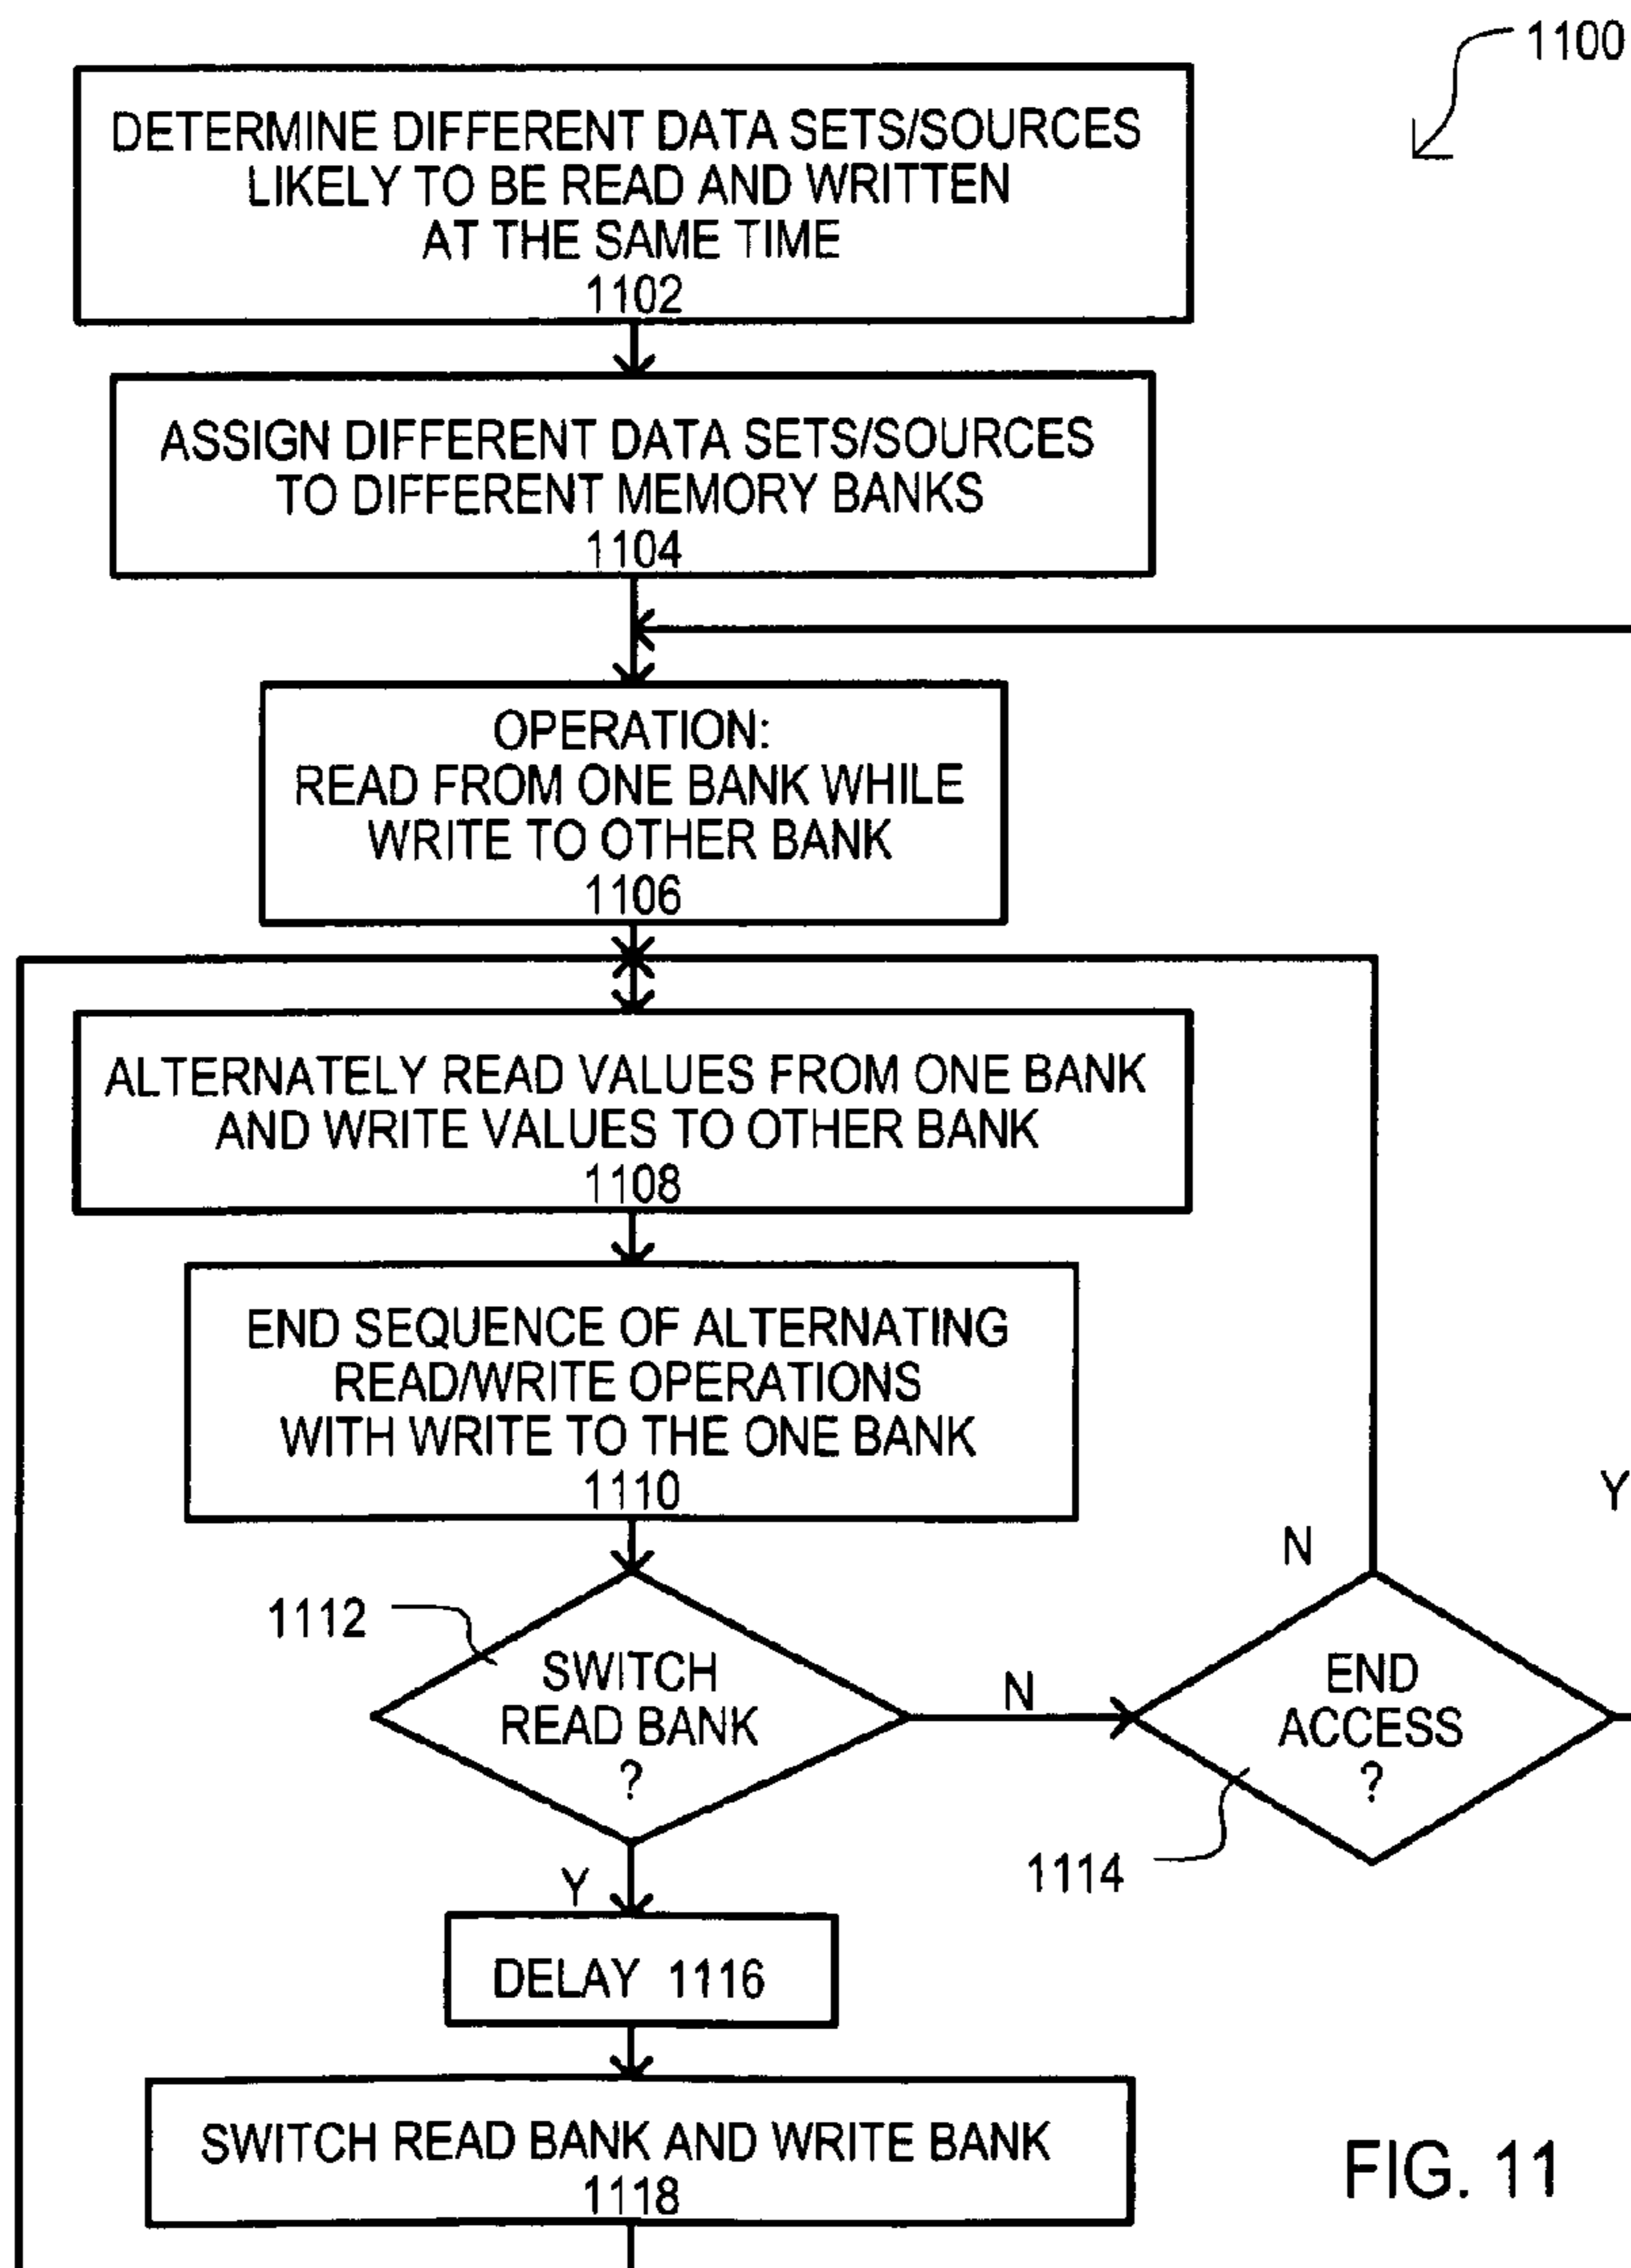 1100
DETERMINE DIFFERENT DATA SETS/SOURCES
LIKELY TO BE READ AND WRITTEN
AT THE SAME TIME
1102
ASSIGN DIFFERENT DATA SETS/SOURCES
TO DIFFERENT MEMORY BANKS
1104
OPERATION:
READ FROM ONE BANK WHILE
WRITE TO OTHER BANK
1106
ALTERNATELY READ VALUES FROM ONE BANK
AND WRITE VALUES TO OTHER BANK
1108
END SEQUENCE OF ALTERNATING
READ/WRITE OPERATIONS
WITH WRITE TO THE ONE BANK
1110
1112
SWITCH
READ BANK
?
N
N
Y
END
ACCESS
?
1114
Y
DELAY 1116
SWITCH READ BANK AND WRITE BANK
1118
FIG. 11